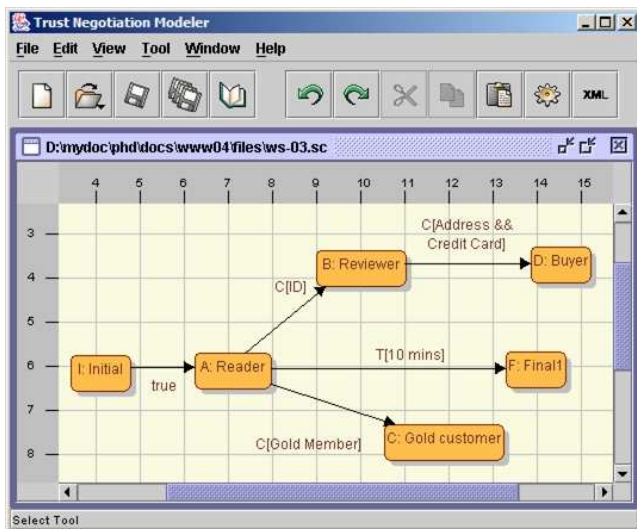 Trust Negotiation Modeler
File Edit View Tool Window Help
XML
D:\mydoc\phd\docs\www04\files\ws-03.sc
4 5 6 7 8 9 10 11 12 13 14 15
3
C[Address &&
Credit Card]
4
B: Reviewer
D: Buyer
C[ID]
5
T[10 mins]
6
I: Initial
A: Reader
F: Final1
true
7
C[Gold Member]
C: Gold customer
8
Select Tool